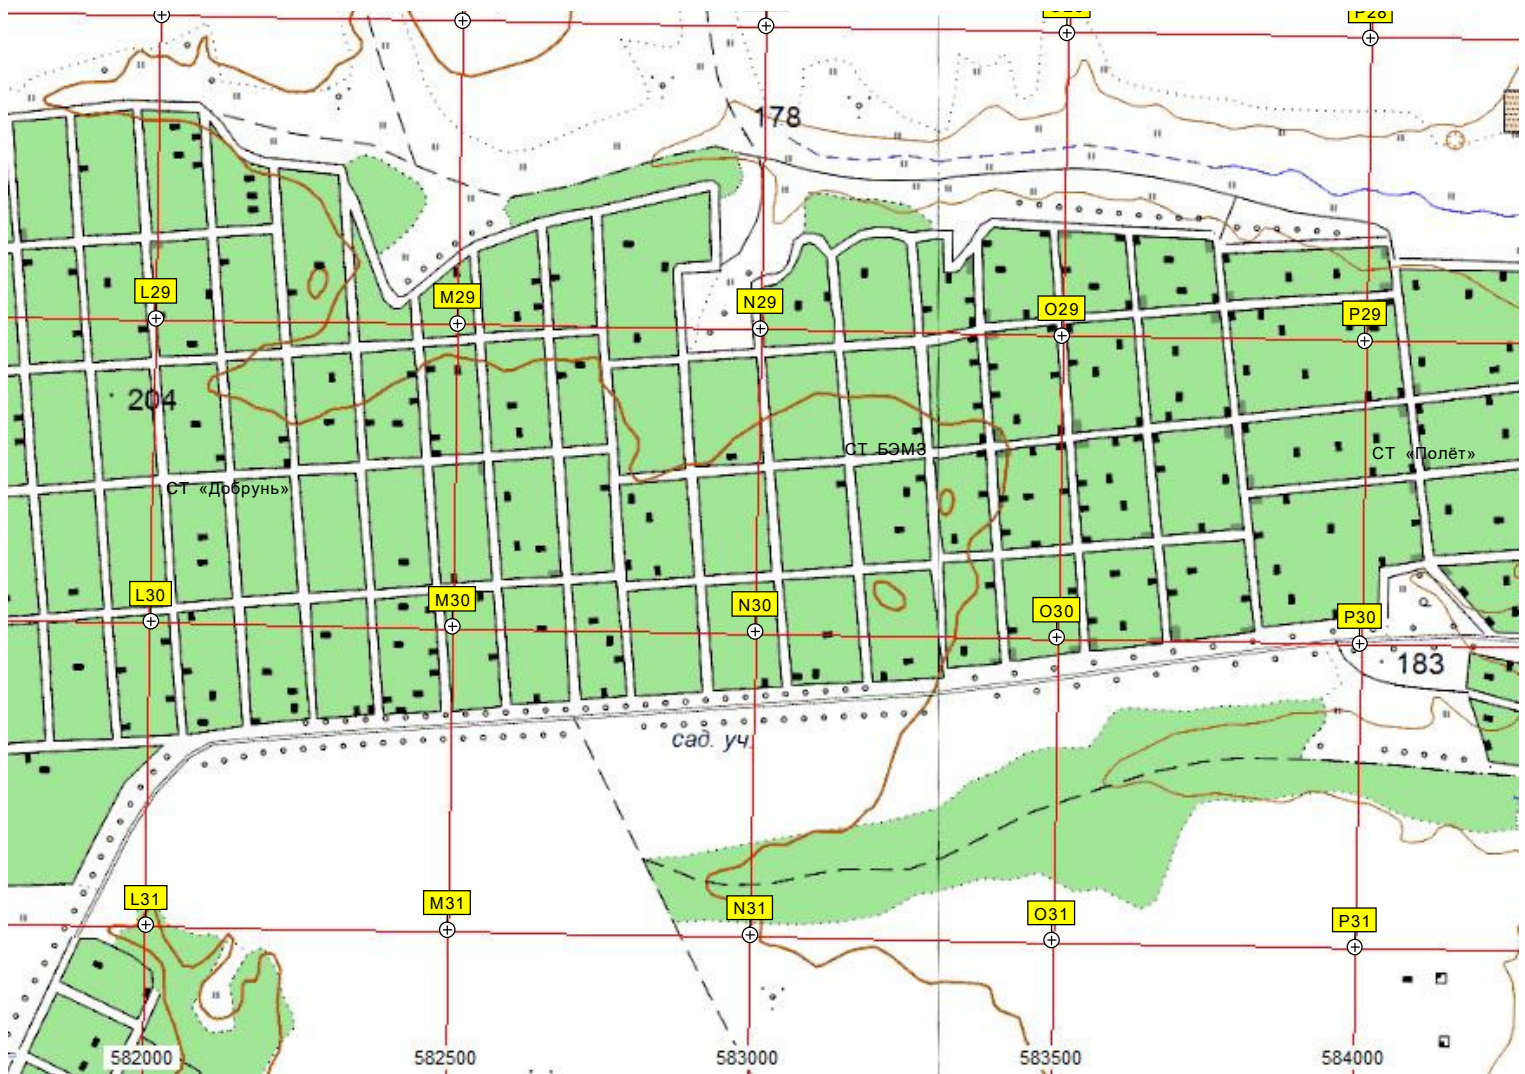 P28
178
L29
M29
N29
O29
P29
204
СТ БЭМЗ
СТ «Полёт»
СТ «Добрунь»
L30
M30
N30
O30
P30
183
сад. уч.
L31
M31
N31
O31
P31
582000
582500
583000
583500
584000